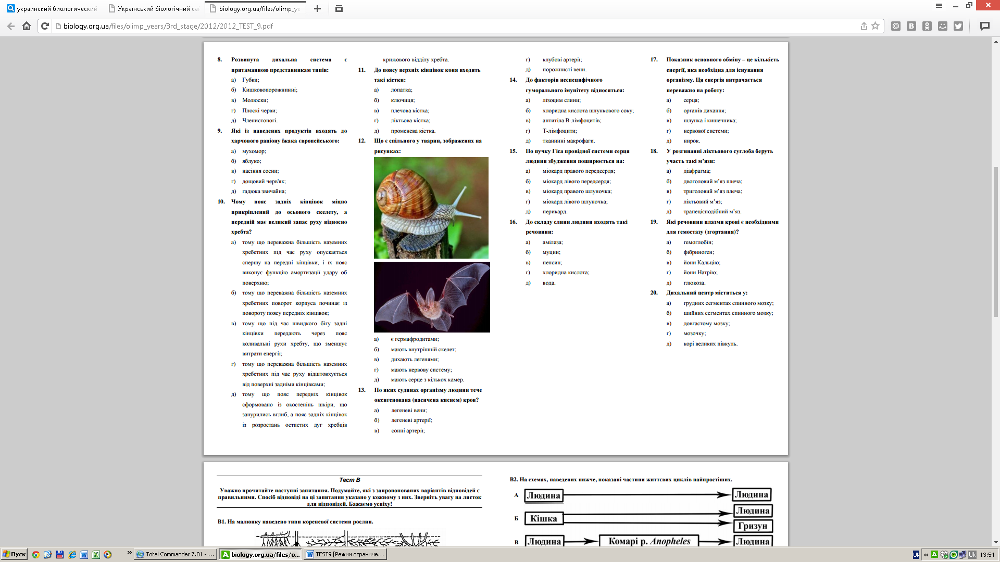 украинский биологический
Український біологічний са
biology.org.ua/files/olimp_ye
biology.org.ua/files/olimp_years/3rd_stage/2012/2012_TEST_9.pdf
8. Розвинута дихальна система є
притаманною представникам типів:
а) Губки;
б) Кишковопорожнинні;
в) Молюски;
г) Плоскі черви;
д) Членистоногі.
9. Які із наведених продуктів входять до
харчового раціону їжака європейського:
а) мухомор;
б) яблуко;
в) насіння сосни;
г) дощовий черв'як;
д) гадюка звичайна;
10. Чому пояс задніх кінцівок міцно
прикріплений до осьового скелету, а
передній має великий запас руху відносно
хребта?
а) тому що переважна більшість наземних
хребетних під час руху опускається
спершу на передні кінцівки, і їх пояс
виконує функцію амортизації удару об
поверхню;
б) тому що переважна більшість наземних
хребетних поворот корпуса починає із
повороту поясу передніх кінцівок;
в) тому що під час швидкого бігу задні
кінцівки передають через пояс
коливальні рухи хребту, що зменшує
витрати енергії;
г) тому що переважна більшість наземних
хребетних під час руху відштовхується
від поверхні задніми кінцівками;
д) тому що пояс передніх кінцівок
сформовано із окостенінь шкіри, що
занурились вглиб, а пояс задніх кінцівок
із розростань остистих дуг хребців
крижового відділу хребта.
11. До поясу верхніх кінцівок коня входять
такі кістки:
а) лопатка;
б) ключиця;
в) плечова кістка;
г) ліктьова кістка;
д) променева кістка.
12. Що є спільного у тварин, зображених на
рисунках:
а) є гермафродитами;
б) мають внутрішній скелет;
в) дихають легенями;
г) мають нервову систему;
д) мають серце з кількох камер.
13. По яких судинах організму людини тече
оксигенована (насичена киснем) кров?
а) легеневі вени;
б) легеневі артерії;
в) сонні артерії;
г) клубові артерії;
д) порожнисті вени.
14. До факторів неспецифічного
гуморального імунітету відносяться:
а) лізоцим слини;
б) хлоридна кислота шлункового соку;
в) антитіла В-лімфоцитів;
г) Т-лімфоцити;
д) тканинні макрофаги.
15. По пучку Гіса провідної системи серця
людини збудження поширюється на:
а) міокард правого передсердя;
б) міокард лівого передсердя;
в) міокард правого шлуночка;
г) міокард лівого шлуночка;
д) перикард.
16. До складу слини людини входять такі
речовини:
а) амілаза;
б) муцин;
в) пепсин;
г) хлоридна кислота;
д) вода.
17. Показник основного обміну – це кількість
енергії, яка необхідна для існування
організму. Ця енергія витрачається
переважно на роботу:
а) серця;
б) органів дихання;
в) шлунка і кишечника;
г) нервової системи;
д) нирок.
18. У розгинанні ліктьового суглоба беруть
участь такі м’язи:
а) діафрагма;
б) двоголовий м’яз плеча;
в) триголовий м’яз плеча;
г) ліктьовий м’яз;
д) трапецієподібний м’яз.
19. Які речовини плазми крові є необхідними
для гемостазу (згортання)?
а) гемоглобін;
б) фібриноген;
в) йони Кальцію;
г) йони Натрію;
д) глюкоза.
20. Дихальний центр міститься у:
а) грудних сегментах спинного мозку;
б) шийних сегментах спинного мозку;
в) довгастому мозку;
г) мозочку;
д) корі великих півкуль.
Тест В
Уважно прочитайте наступні запитання. Подумайте, які з запропонованих варіантів відповідей є
правильними. Спосіб відповіді на ці запитання указано у кожному з них. Зверніть увагу на листок
для відповідей. Бажаємо успіху!
В1. На малюнку наведено типи кореневої системи рослин.
В2. На схемах, наведених нижче, показані частини життєвих циклів найпростіших.
А Людина Людина
Б Кішка Людина
Гризун
В Людина Комарі р. Anopheles Людина
Пуск
Total Commander 7.01 - ...
biology.org.ua/files/o...
TEST9 [Режим ограниче...
Uk
Uk
13:54